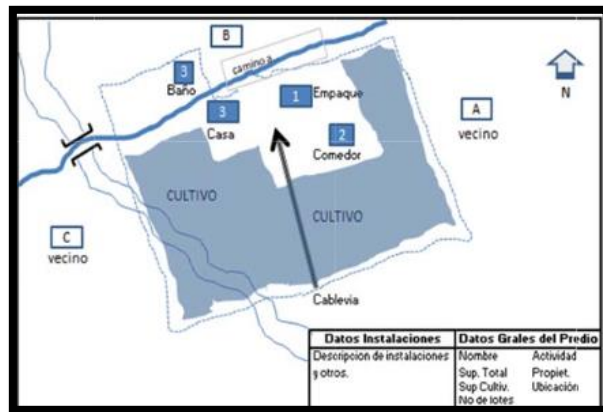 B
camino a
3
Baño
1
Empaque
N
3
Casa
2
Comedor
A
vecino
CULTIVO
CULTIVO
C
vecino
Cablevia
Datos Instalaciones
Descripcion de instalaciones
y otros.
Datos Grales del Predio
Nombre Actividad
Sup. Total Propiet.
Sup Cultiv. Ubicación
No de lotes